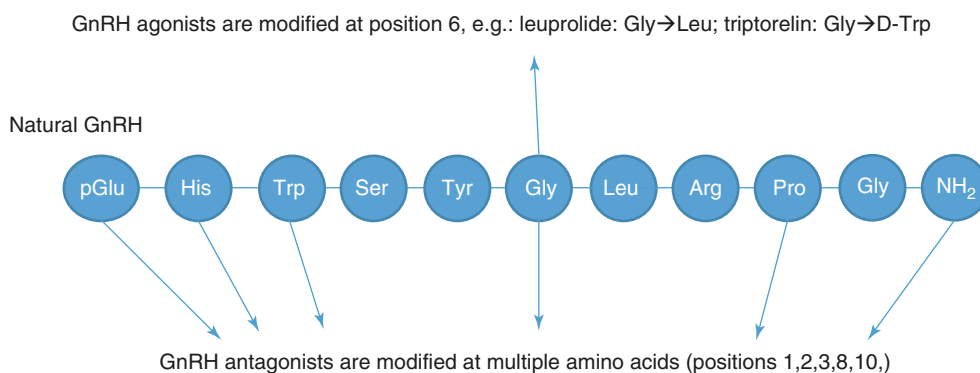 GnRH agonists are modified at position 6, e.g.: leuprolide: Gly→Leu; triptorelin: Gly→D-Trp
Natural GnRH
pGlu His Trp Ser Tyr Gly Leu Arg Pro Gly NH₂
GnRH antagonists are modified at multiple amino acids (positions 1,2,3,8,10,)